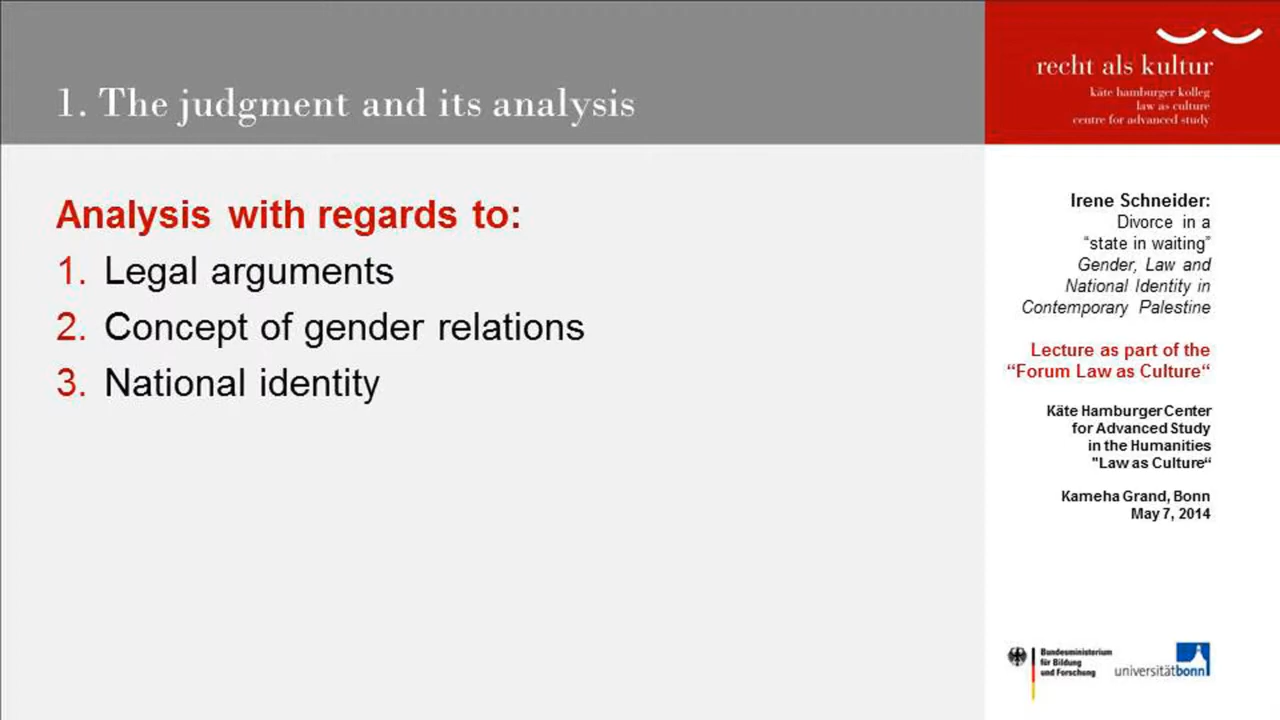 1. The judgment and its analysis
Analysis with regards to:
1. Legal arguments
2. Concept of gender relations
3. National identity
recht als kultur
käte hamburger kolleg
law as culture
centre for advanced study
Irene Schneider:
Divorce in a
“state in waiting”
Gender, Law and
National Identity in
Contemporary Palestine
Lecture as part of the
“Forum Law as Culture“
Käte Hamburger Center
for Advanced Study
in the Humanities
"Law as Culture“
Kameha Grand, Bonn
May 7, 2014
Bundesministerium
für Bildung
und Forschung
universitätbonn